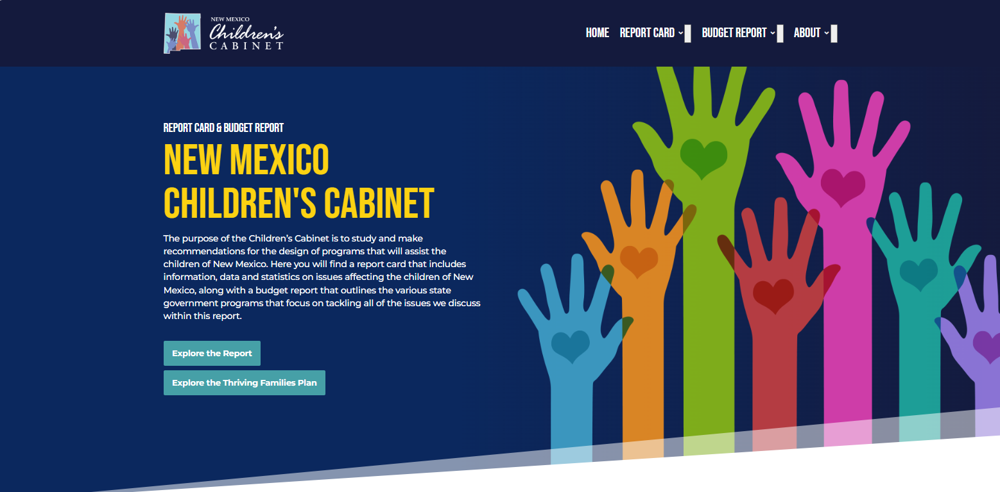 NEW MEXICO
Children's
CABINET
HOME REPORT CARD BUDGET REPORT ABOUT
REPORT CARD & BUDGET REPORT
NEW MEXICO
CHILDREN'S CABINET
The purpose of the Children’s Cabinet is to study and make
recommendations for the design of programs that will assist the
children of New Mexico. Here you will find a report card that includes
information, data and statistics on issues affecting the children of New
Mexico, along with a budget report that outlines the various state
government programs that focus on tackling all of the issues we discuss
within this report.
Explore the Report
Explore the Thriving Families Plan